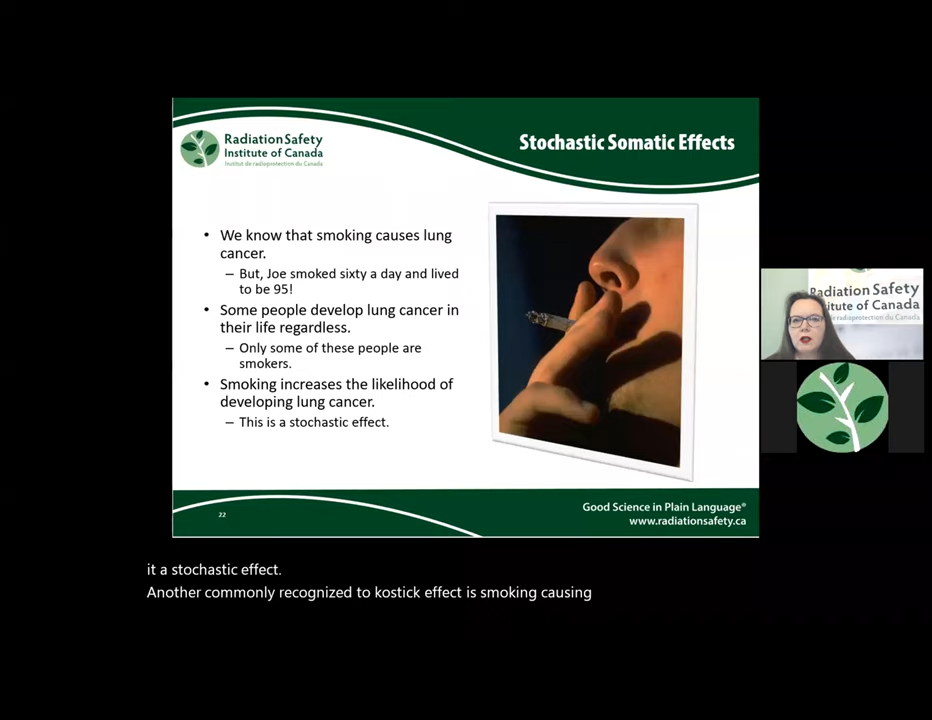 RadiationSafety
Institute of Canada
Institut de radioprotection du Canada
Stochastic Somatic Effects
• We know that smoking causes lung
cancer.
– But, Joe smoked sixty a day and lived
to be 95!
• Some people develop lung cancer in
their life regardless.
– Only some of these people are
smokers.
• Smoking increases the likelihood of
developing lung cancer.
– This is a stochastic effect.
22
Good Science in Plain Language®
www.radiationsafety.ca
Radiation Safety
itute of Canada
radioprotection du Canada
it a stochastic effect.
Another commonly recognized to kostick effect is smoking causing